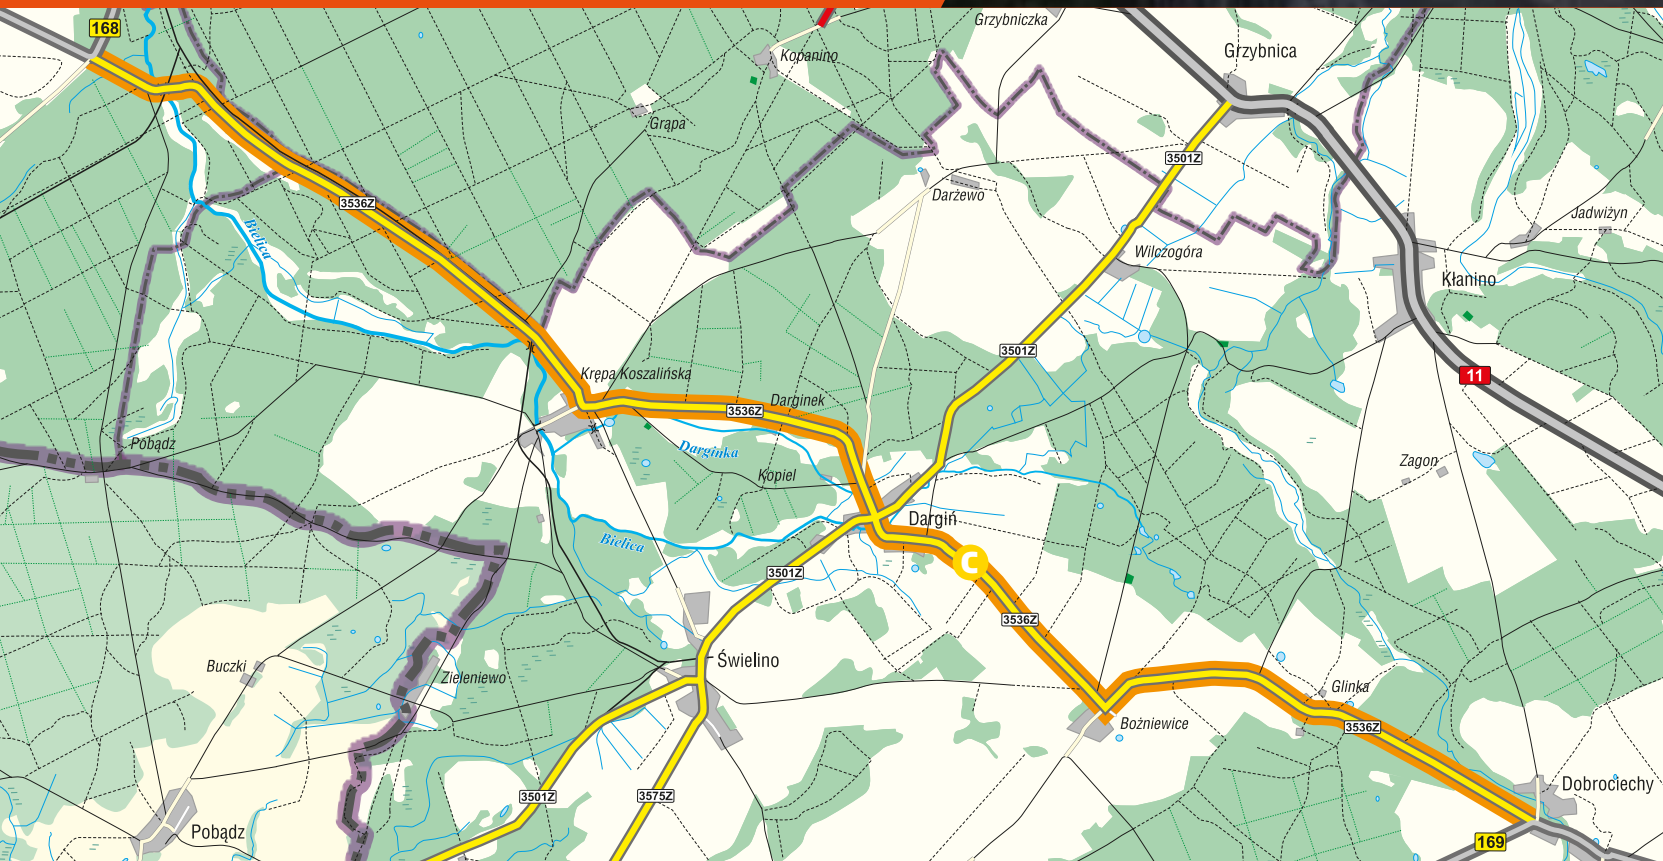 168
Grzybniczka
Kopanino
Grzybnica
Grąpa
3501Z
Darżewo
3536Z
Jadwiżyn
Bielica
Wilczogóra
Kłanino
3501Z
11
Krępa Koszalińska
Darginek
3536Z
Pobądz
Darginka
Kopiel
Zagon
Dargiń
Bielica
C
3501Z
3536Z
Świelino
Buczki
Zieleniewo
Glinka
Bożniewice
3536Z
Dobrociechy
3501Z
3575Z
Pobądz
169